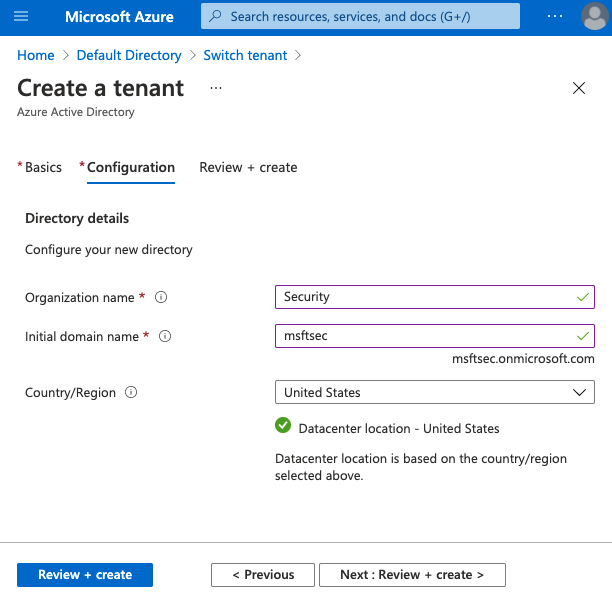 Microsoft Azure
Search resources, services, and docs (G+/)
...
Home > Default Directory > Switch tenant >
Create a tenant ...
Azure Active Directory
* Basics * Configuration Review + create
Directory details
Configure your new directory
Organization name * Security
Initial domain name * msftsec
msftsec.onmicrosoft.com
Country/Region United States
Datacenter location - United States
Datacenter location is based on the country/region
selected above.
Review + create < Previous Next : Review + create >